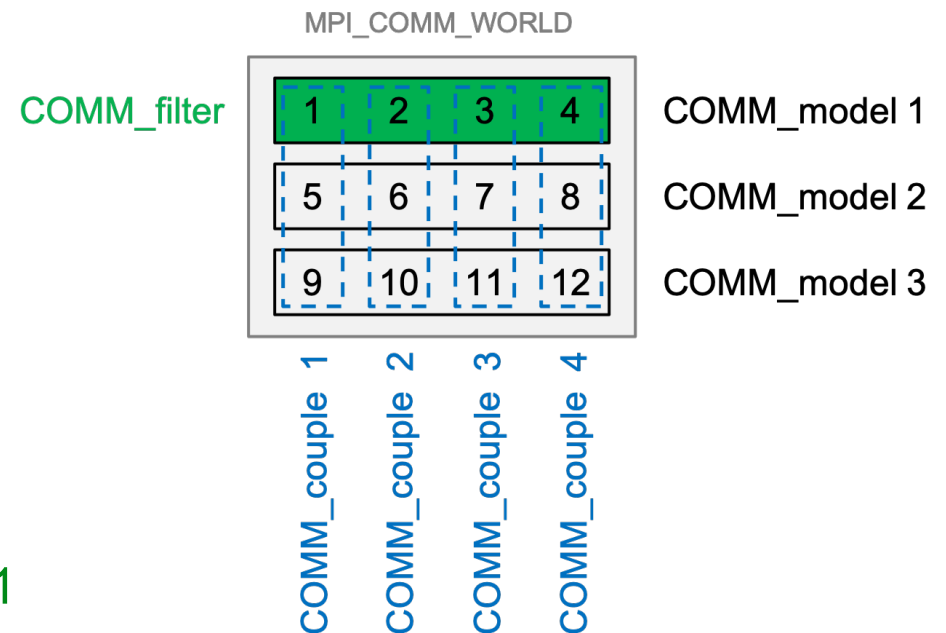 MPI_COMM_WORLD
COMM_filter 1 2 3 4 COMM_model 1
5 6 7 8 COMM_model 2
9 10 11 12 COMM_model 3
COMM_couple 1
COMM_couple 2
COMM_couple 3
COMM_couple 4
1